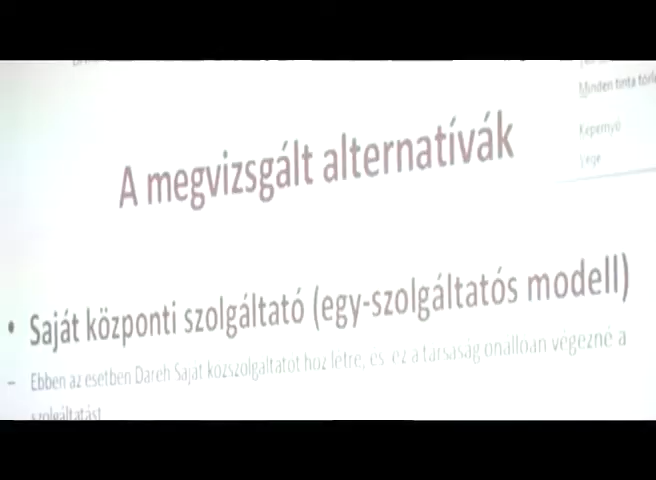 A megvizsgált alternatívák
Minden tinta törlé
Képernyő
Vége
• Saját központi szolgáltató (egy-szolgáltatós modell)
– Ebben az esetben Dareh Saját közszolgáltatót hoz létre, és ez a társaság önállóan végezné a
szolgáltatást